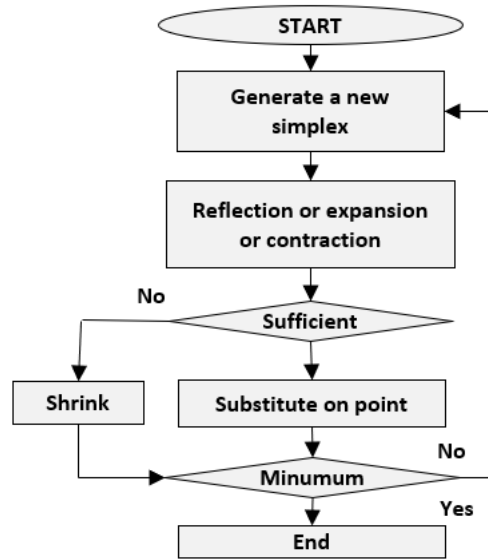 START
Generate a new
simplex
Reflection or expansion
or contraction
No
Sufficient
Shrink
Substitute on point
No
Minumum
Yes
End